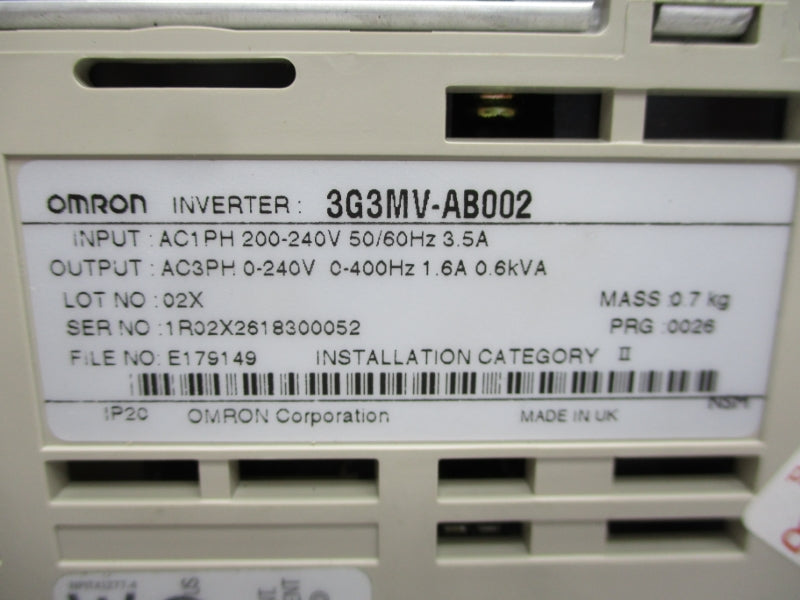 OMRON INVERTER : 3G3MV-AB002
INPUT : AC1PH 200-240V 50/60Hz 3.5A
OUTPUT : AC3PH 0-240V 0-400Hz 1.6A 0.6kVA
LOT NO : 02X MASS :0.7 kg
SER NO :1R02X2618300052 PRG :0026
FILE NO: E179149 INSTALLATION CATEGORY II
NSM
IP20 OMRON Corporation MADE IN UK